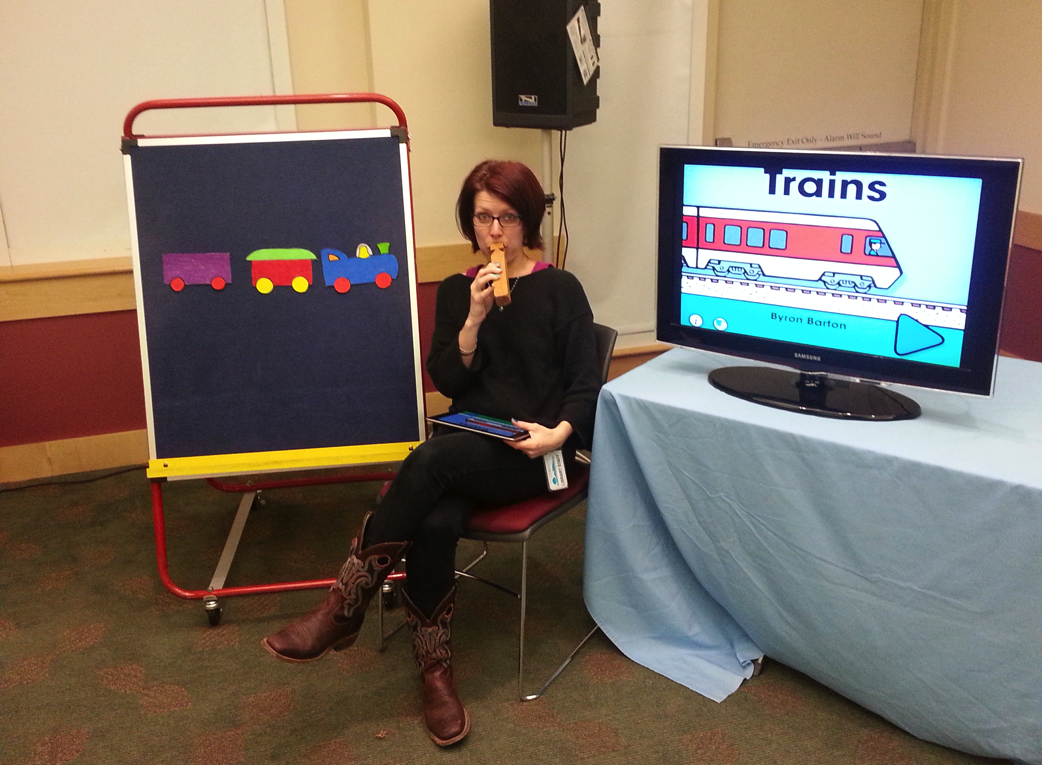 Emergency Exit Only - Alarm Will Sound
Trains
Byron Barton
i
SAMSUNG